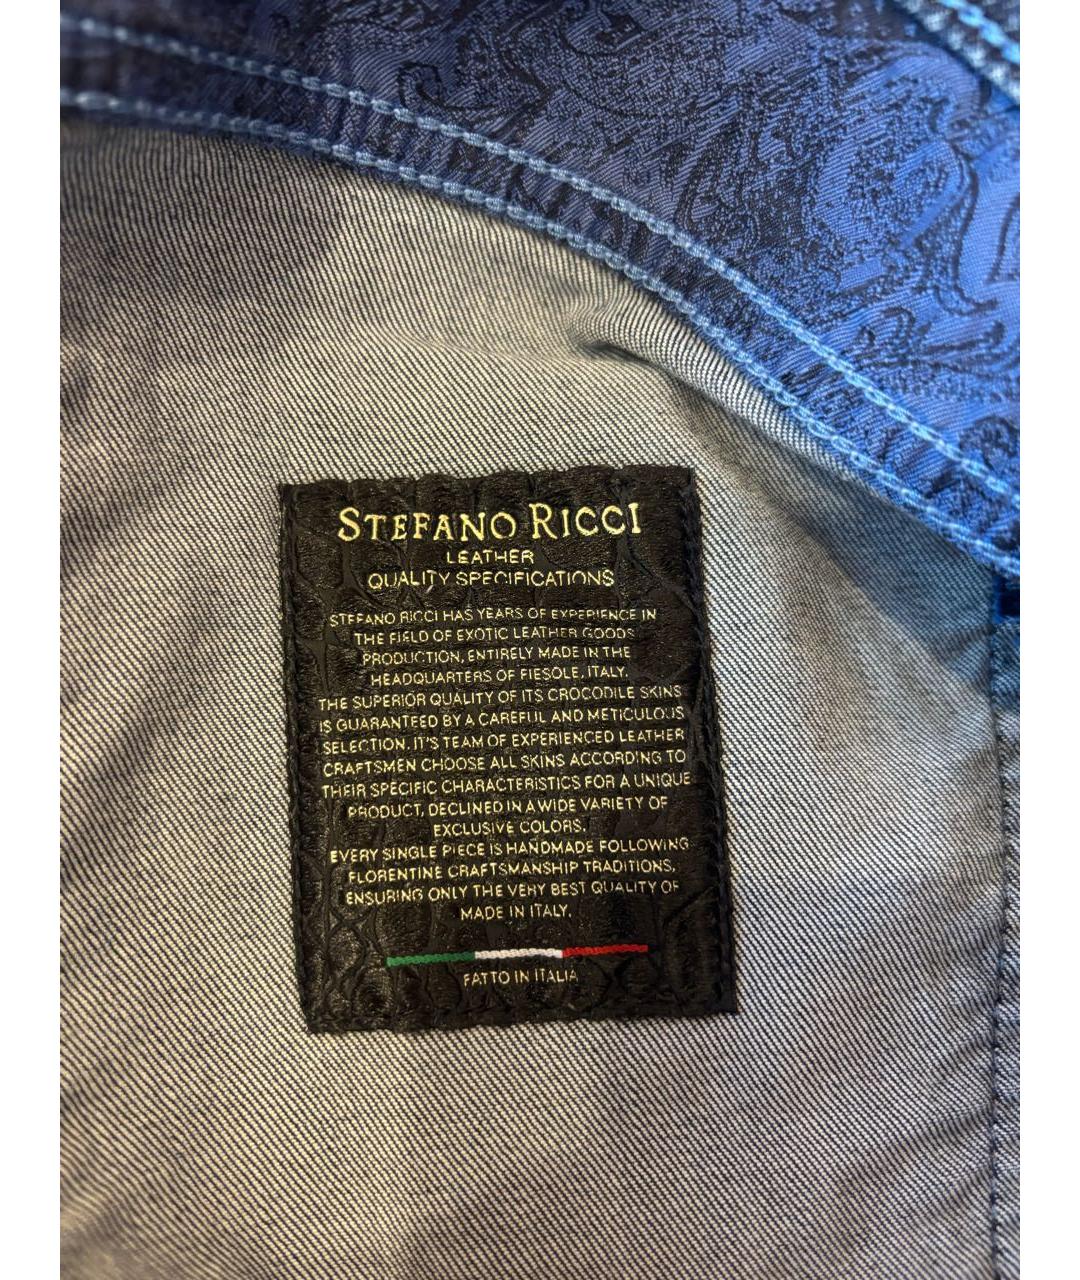 STEFANO RICCI
LEATHER
QUALITY SPECIFICATIONS
STEFANO RICCI HAS YEARS OF EXPERIENCE IN
THE FIELD OF EXOTIC LEATHER GOODS
PRODUCTION, ENTIRELY MADE IN THE
HEADQUARTERS OF FIESOLE, ITALY.
THE SUPERIOR QUALITY OF ITS CROCODILE SKINS
IS GUARANTEED BY A CAREFUL AND METICULOUS
SELECTION. IT'S TEAM OF EXPERIENCED LEATHER
CRAFTSMEN CHOOSE ALL SKINS ACCORDING TO
THEIR SPECIFIC CHARACTERISTICS FOR A UNIQUE
PRODUCT, DECLINED IN A WIDE VARIETY OF
EXCLUSIVE COLORS.
EVERY SINGLE PIECE IS HANDMADE FOLLOWING
FLORENTINE CRAFTSMANSHIP TRADITIONS,
ENSURING ONLY THE VERY BEST QUALITY OF
MADE IN ITALY.
FATTO IN ITALIA